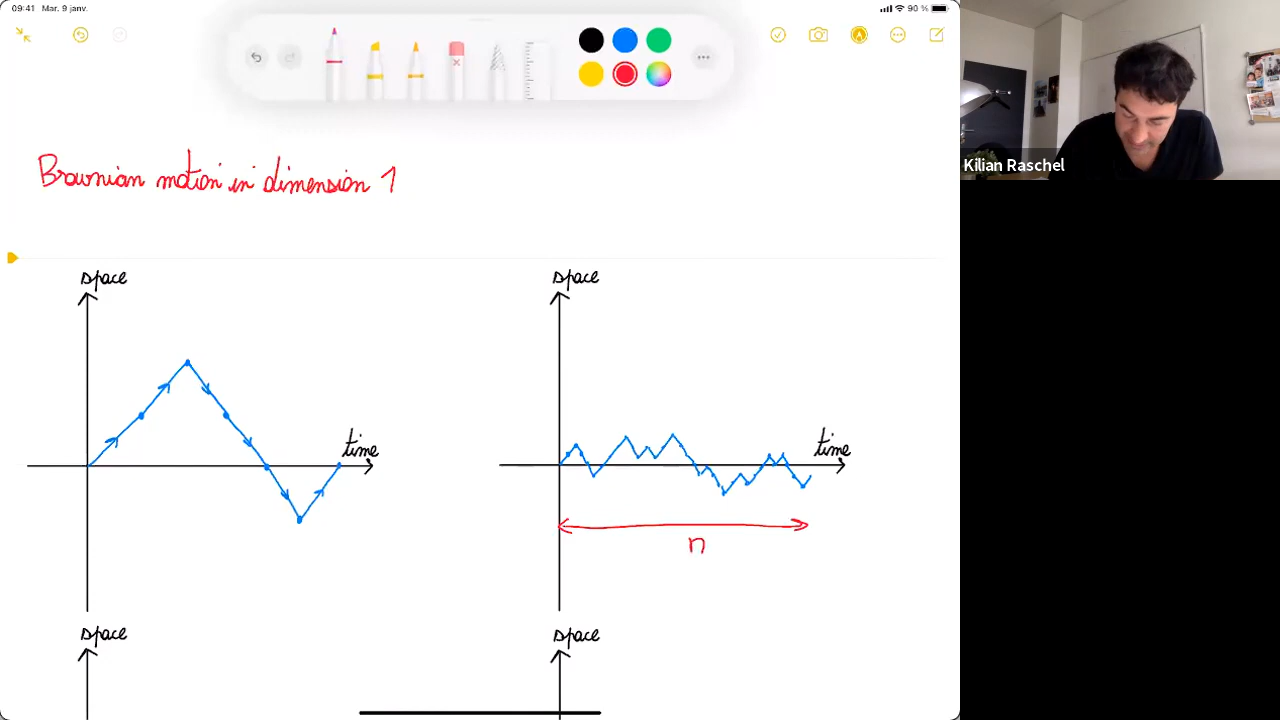 09:41 Mar. 9 janv.
90 %
Kilian Raschel
Brownian motion in dimension 1
space
space
time
time
n
space
space